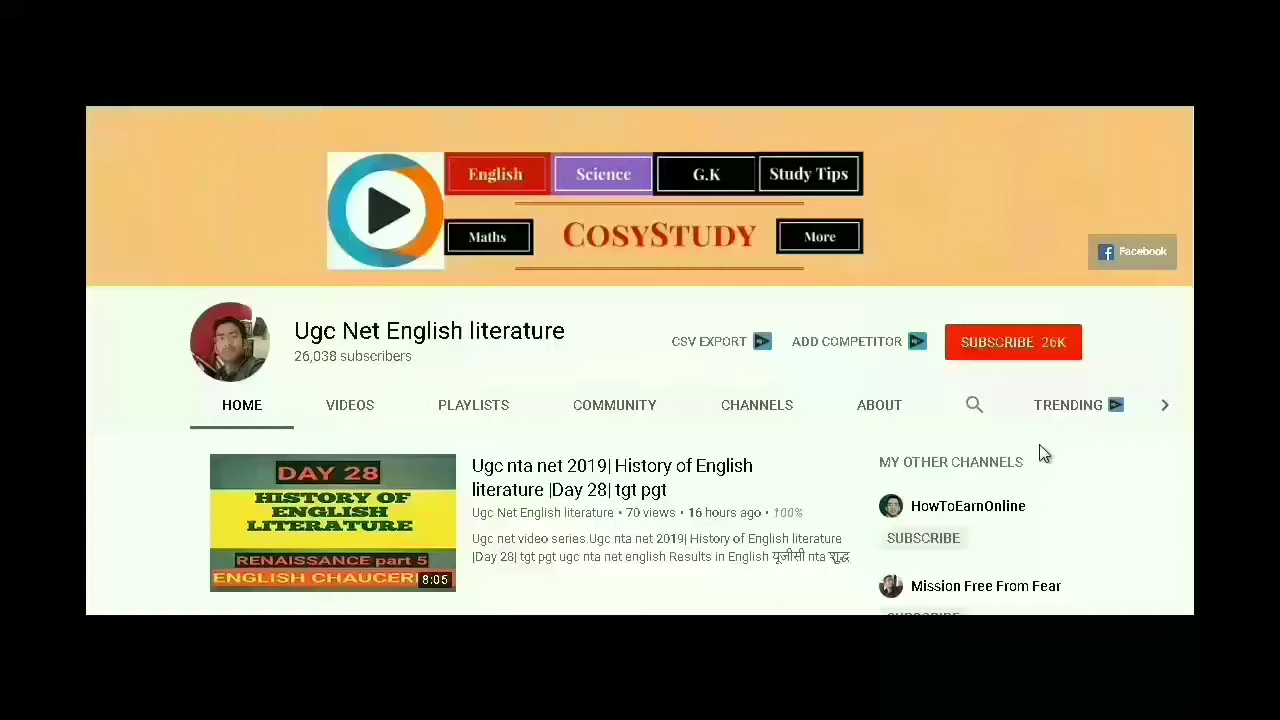 English Science G.K Study Tips
Maths COSYSTUDY More
Facebook
Ugc Net English literature
26,038 subscribers
CSV EXPORT ADD COMPETITOR SUBSCRIBE 26K
HOME VIDEOS PLAYLISTS COMMUNITY CHANNELS ABOUT TRENDING
DAY 28
HISTORY OF
ENGLISH
LITERATURE
RENAISSANCE part 5
ENGLISH CHAUCERI
8:05
Ugc nta net 2019| History of English
literature |Day 28| tgt pgt
Ugc Net English literature • 70 views • 16 hours ago • 100%
Ugc net video series.Ugc nta net 2019| History of English literature
|Day 28| tgt pgt ugc nta net english Results in English यूजीसी nta शुद्ध
MY OTHER CHANNELS
HowToEarnOnline
SUBSCRIBE
Mission Free From Fear
SUBSCRIBE